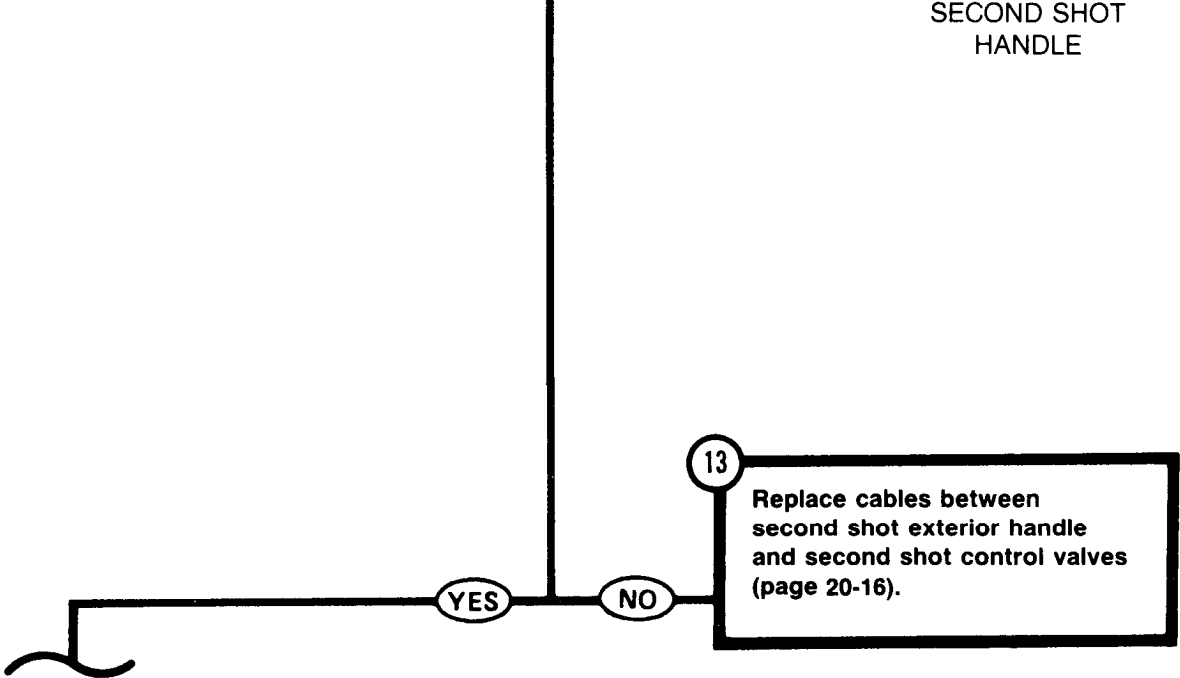 SECOND SHOT
HANDLE
13
Replace cables between
second shot exterior handle
and second shot control valves
(page 20-16).
YES
NO